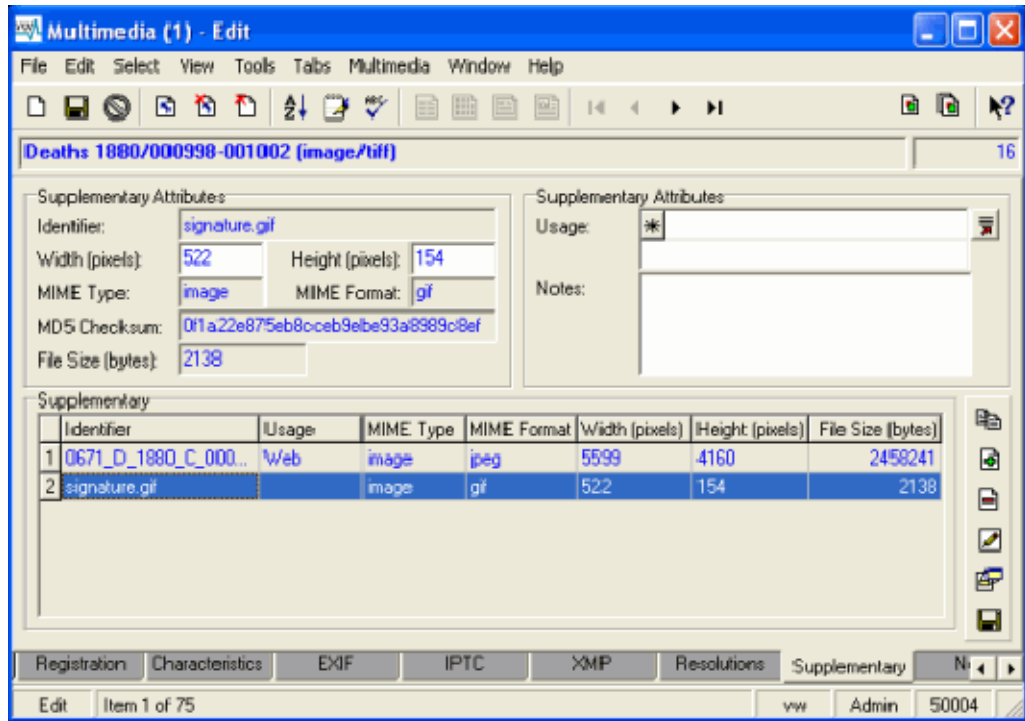 Multimedia (1) - Edit
File Edit Select View Tools Tabs Multimedia Window Help
Deaths 1880/000998-001002 (image/tiff) 16
Supplementary Attributes
Identifier: signature.gif
Width (pixels): 522 Height (pixels): 154
MIME Type: image MIME Format: gif
MD5 Checksum: 0f1a22e875eb8cceb9ebe93a8989c8ef
File Size (bytes): 2138
Supplementary Attributes
Usage:
Notes:
Supplementary
Identifier Usage MIME Type MIME Format Width (pixels) Height (pixels) File Size (bytes)
1 0671_D_1880_C_000... Web image jpeg 5599 4160 2458241
2 signature.gif image gif 522 154 2138
Registration Characteristics EXIF IPTC XMP Resolutions Supplementary
Edit Item 1 of 75 vw Admin 50004